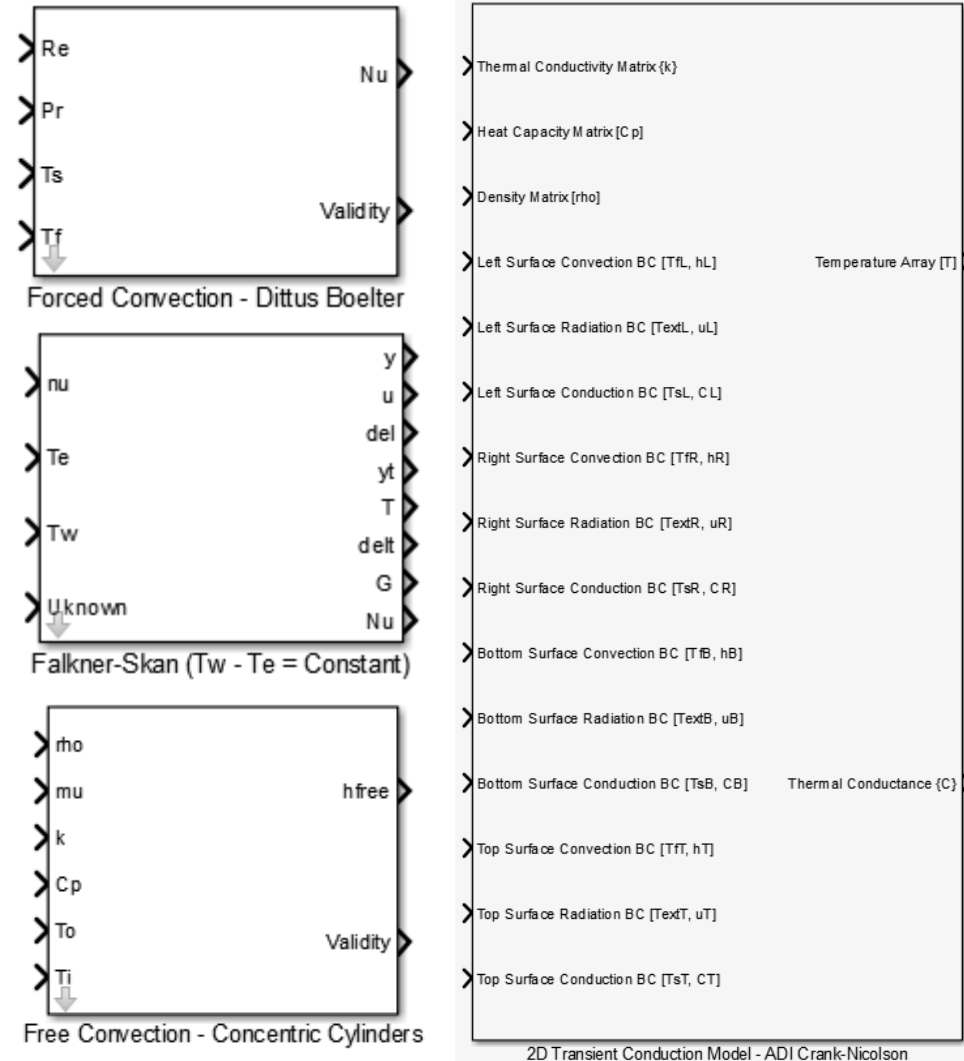 Re
Pr
Ts
Tf
Nu
Validity
Forced Convection - Dittus Boelter
nu
Te
Tw
Uknown
y
u
del
yt
T
delt
G
Nu
Falkner-Skan (Tw - Te = Constant)
rho
mu
k
Cp
To
Ti
hfree
Validity
Free Convection - Concentric Cylinders
Thermal Conductivity Matrix {k}
Heat Capacity Matrix [Cp]
Density Matrix [rho]
Left Surface Convection BC [TfL, hL]
Left Surface Radiation BC [TextL, uL]
Left Surface Conduction BC [TsL, CL]
Right Surface Convection BC [TfR, hR]
Right Surface Radiation BC [TextR, uR]
Right Surface Conduction BC [TsR, CR]
Bottom Surface Convection BC [TfB, hB]
Bottom Surface Radiation BC [TextB, uB]
Bottom Surface Conduction BC [TsB, CB]
Top Surface Convection BC [TfT, hT]
Top Surface Radiation BC [TextT, uT]
Top Surface Conduction BC [TsT, CT]
Temperature Array [T]
Thermal Conductance {C}
2D Transient Conduction Model - ADI Crank-Nicolson